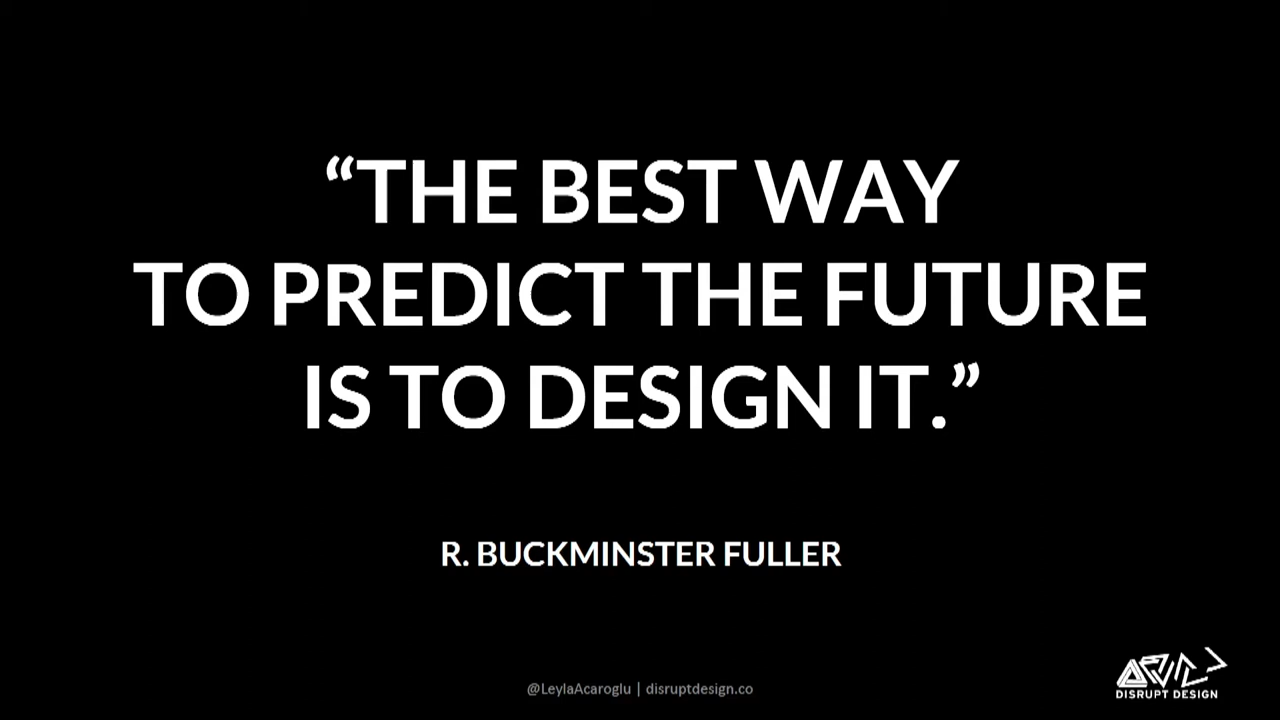 “THE BEST WAY
TO PREDICT THE FUTURE
IS TO DESIGN IT.”
R. BUCKMINSTER FULLER
@LeylaAcaroglu | disruptdesign.co
DISRUPT DESIGN